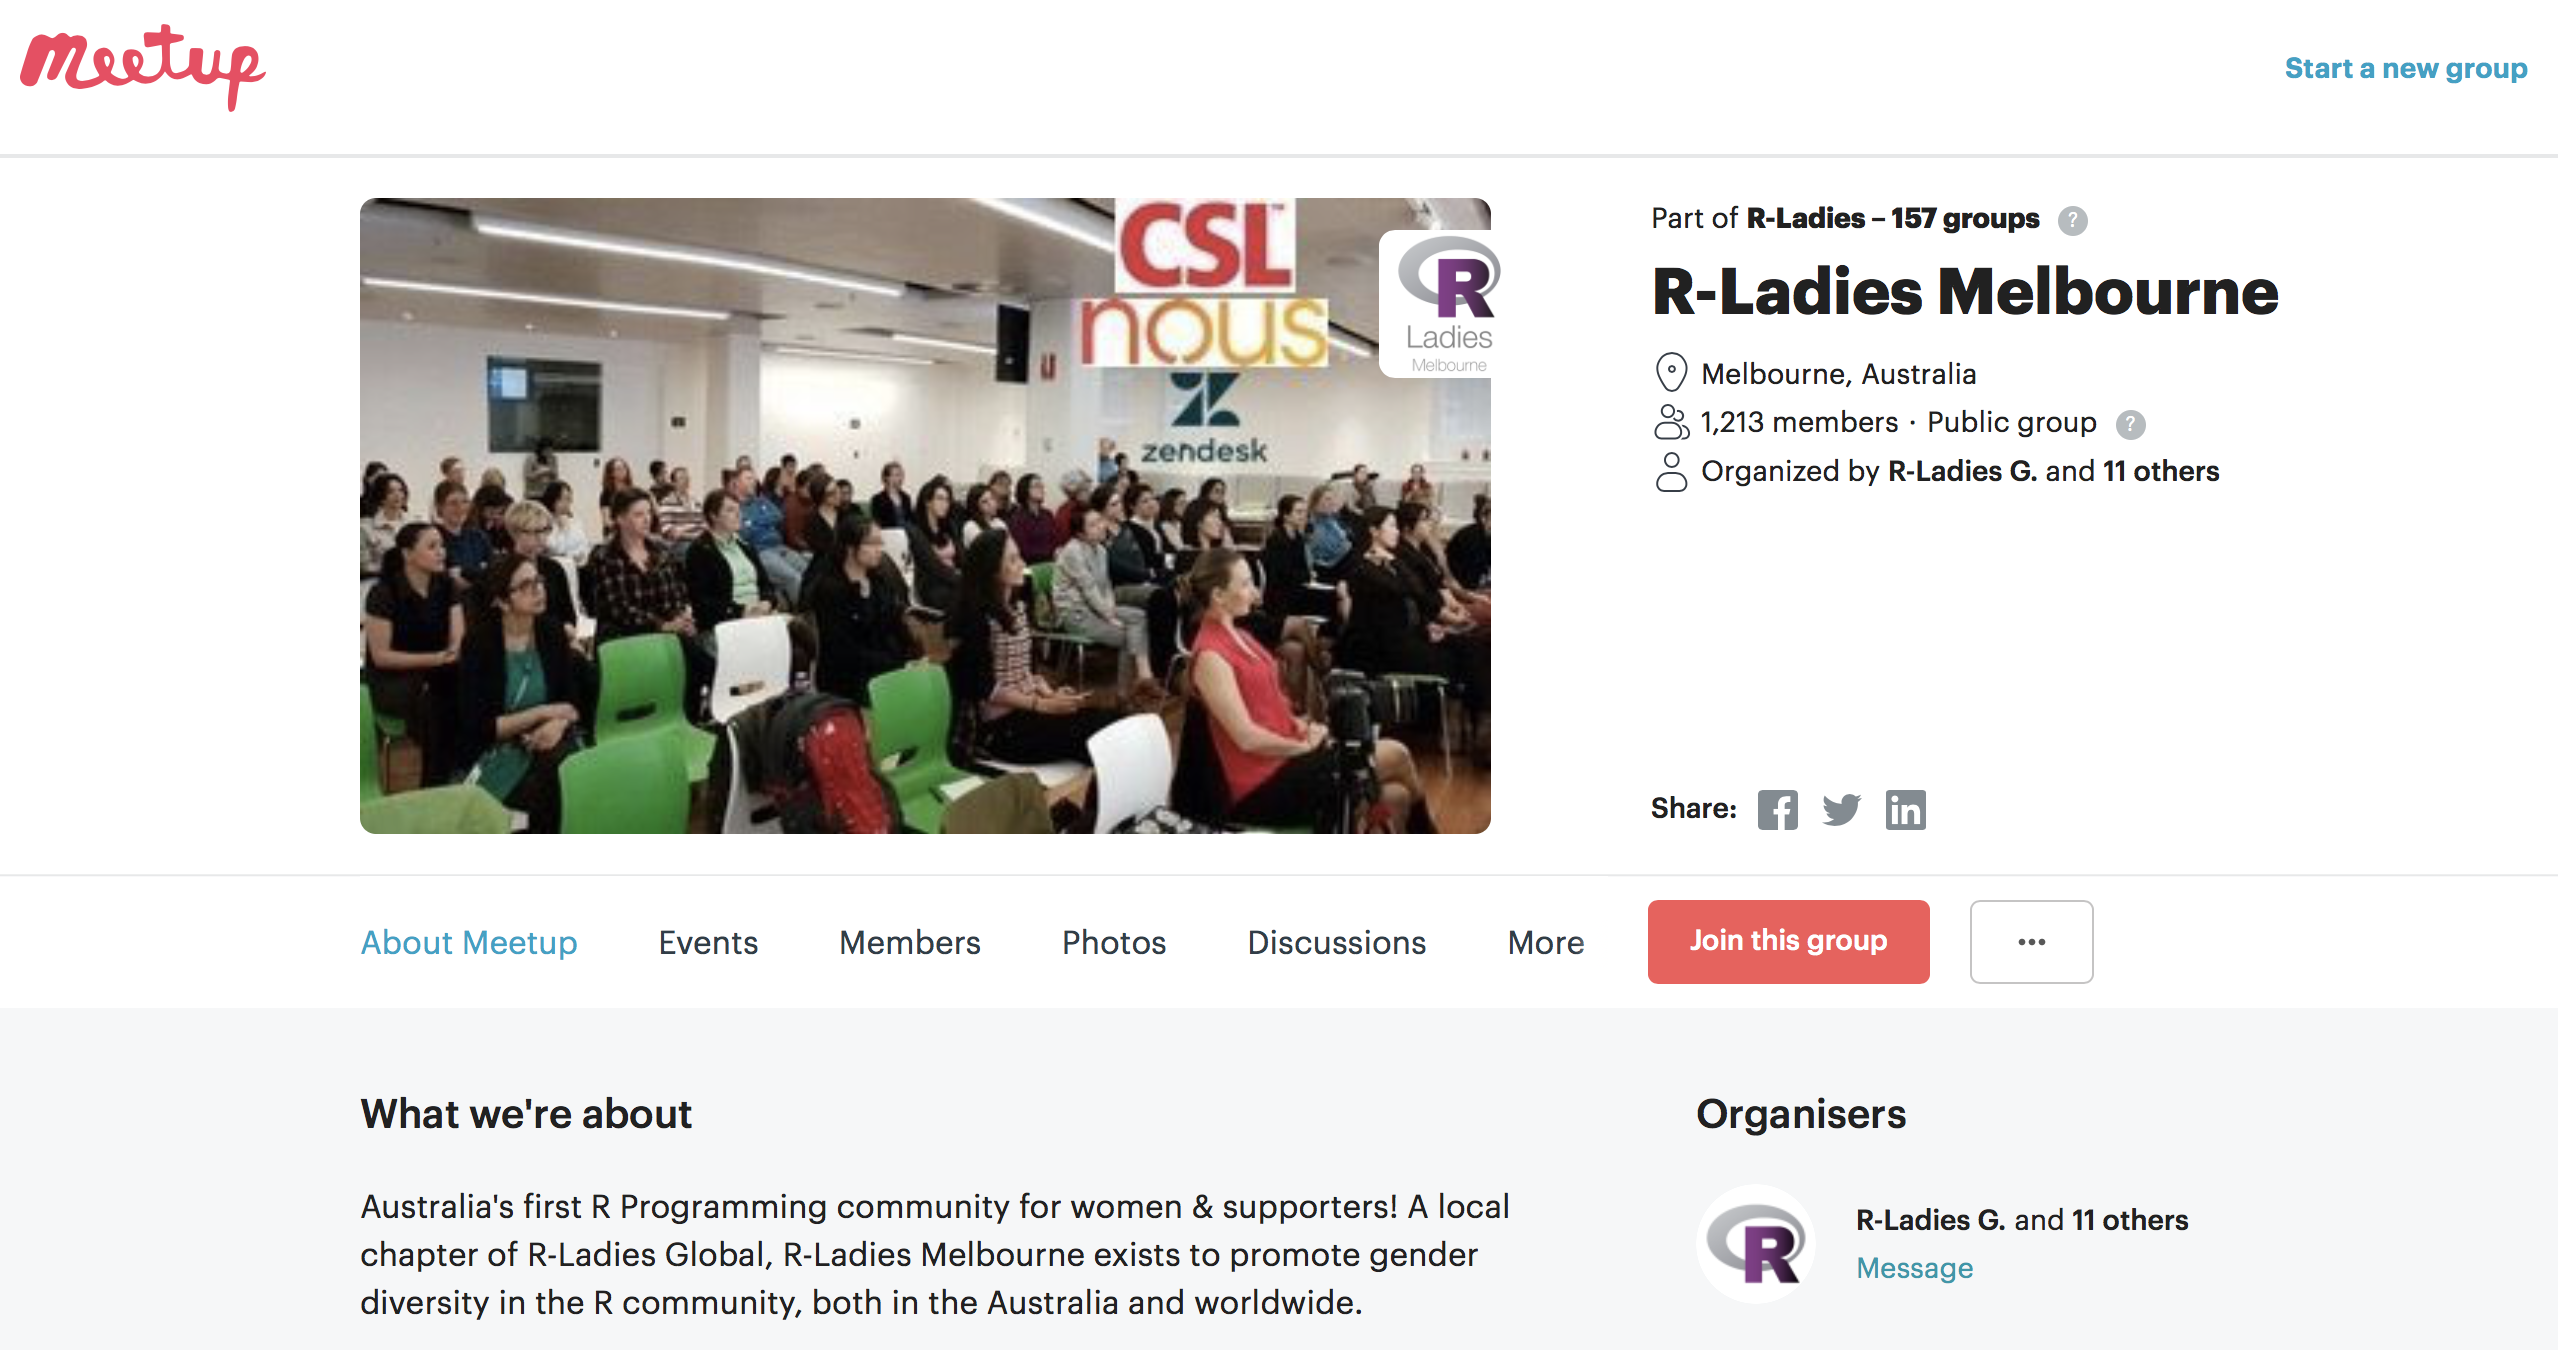 meetup
Start a new group
CSL
nous
zendesk
R
Ladies
Melbourne
Part of R-Ladies – 157 groups ?
R-Ladies Melbourne
Melbourne, Australia
1,213 members · Public group ?
Organized by R-Ladies G. and 11 others
Share: f in
About Meetup Events Members Photos Discussions More Join this group ...
What we're about
Australia's first R Programming community for women & supporters! A local
chapter of R-Ladies Global, R-Ladies Melbourne exists to promote gender
diversity in the R community, both in the Australia and worldwide.
Organisers
R
R-Ladies G. and 11 others
Message